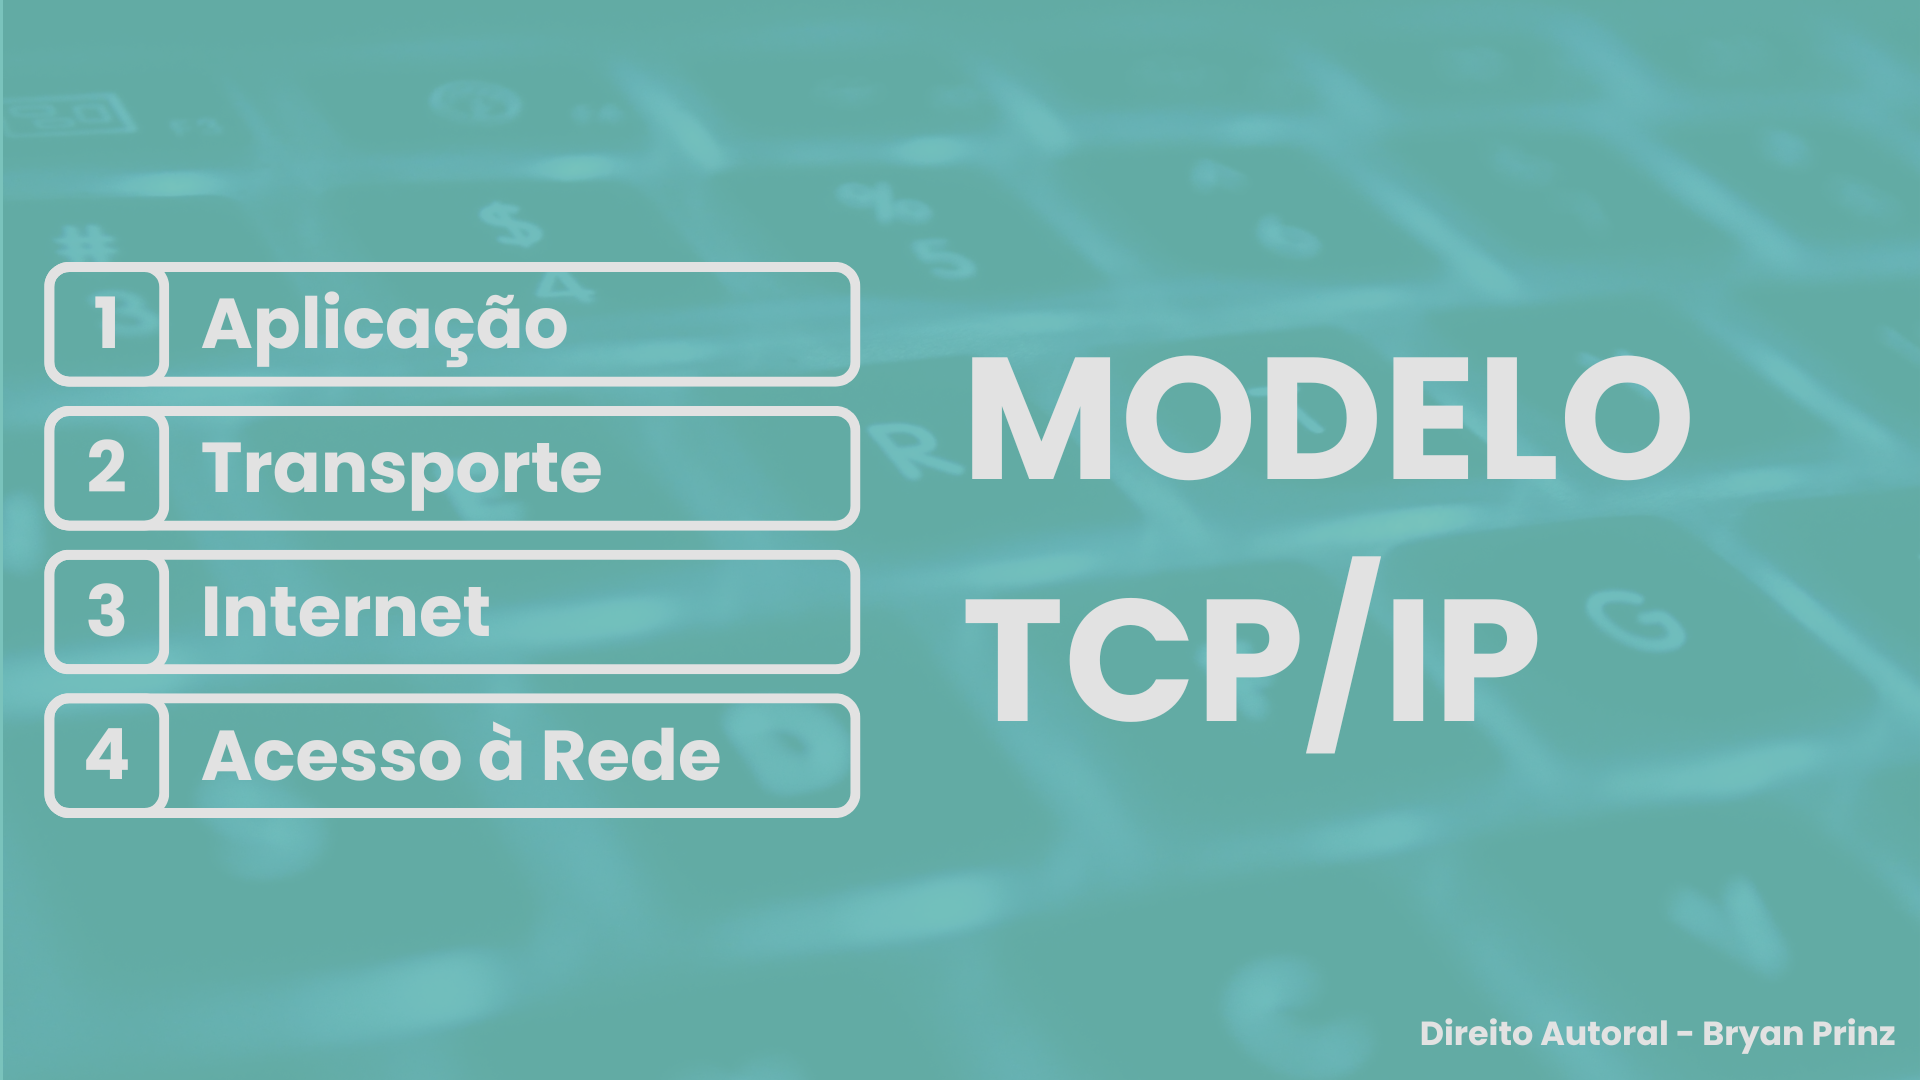 1 Aplicação
2 Transporte
3 Internet
4 Acesso à Rede
MODELO
TCP/IP
Direito Autoral - Bryan Prinz